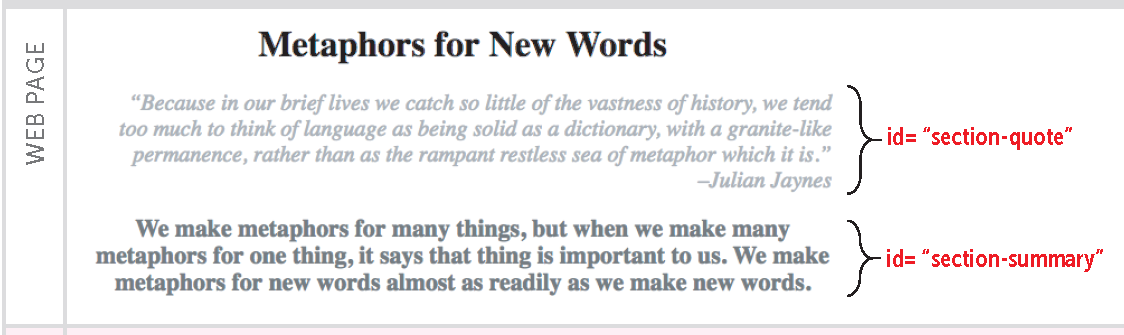 WEB PAGE
Metaphors for New Words
“Because in our brief lives we catch so little of the vastness of history, we tend
too much to think of language as being solid as a dictionary, with a granite-like
permanence, rather than as the rampant restless sea of metaphor which it is.”
–Julian Jaynes
id= “section-quote”
We make metaphors for many things, but when we make many
metaphors for one thing, it says that thing is important to us. We make
metaphors for new words almost as readily as we make new words.
id= “section-summary”